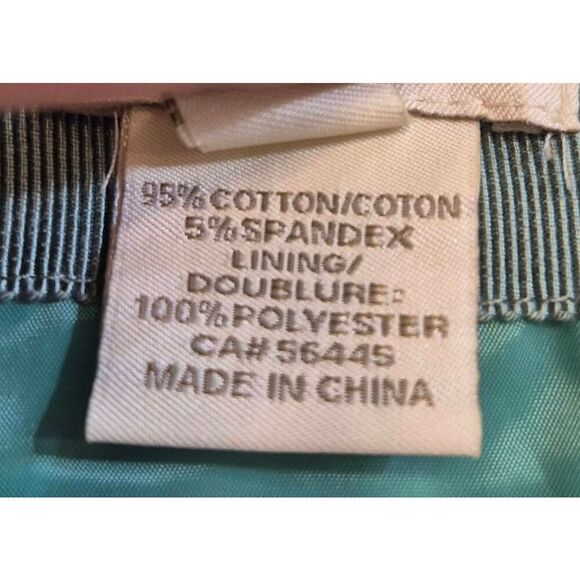 95% COTTON/COTON
5% SPANDEX
LINING/
DOUBLURE:
100% POLYESTER
CA# 56445
MADE IN CHINA